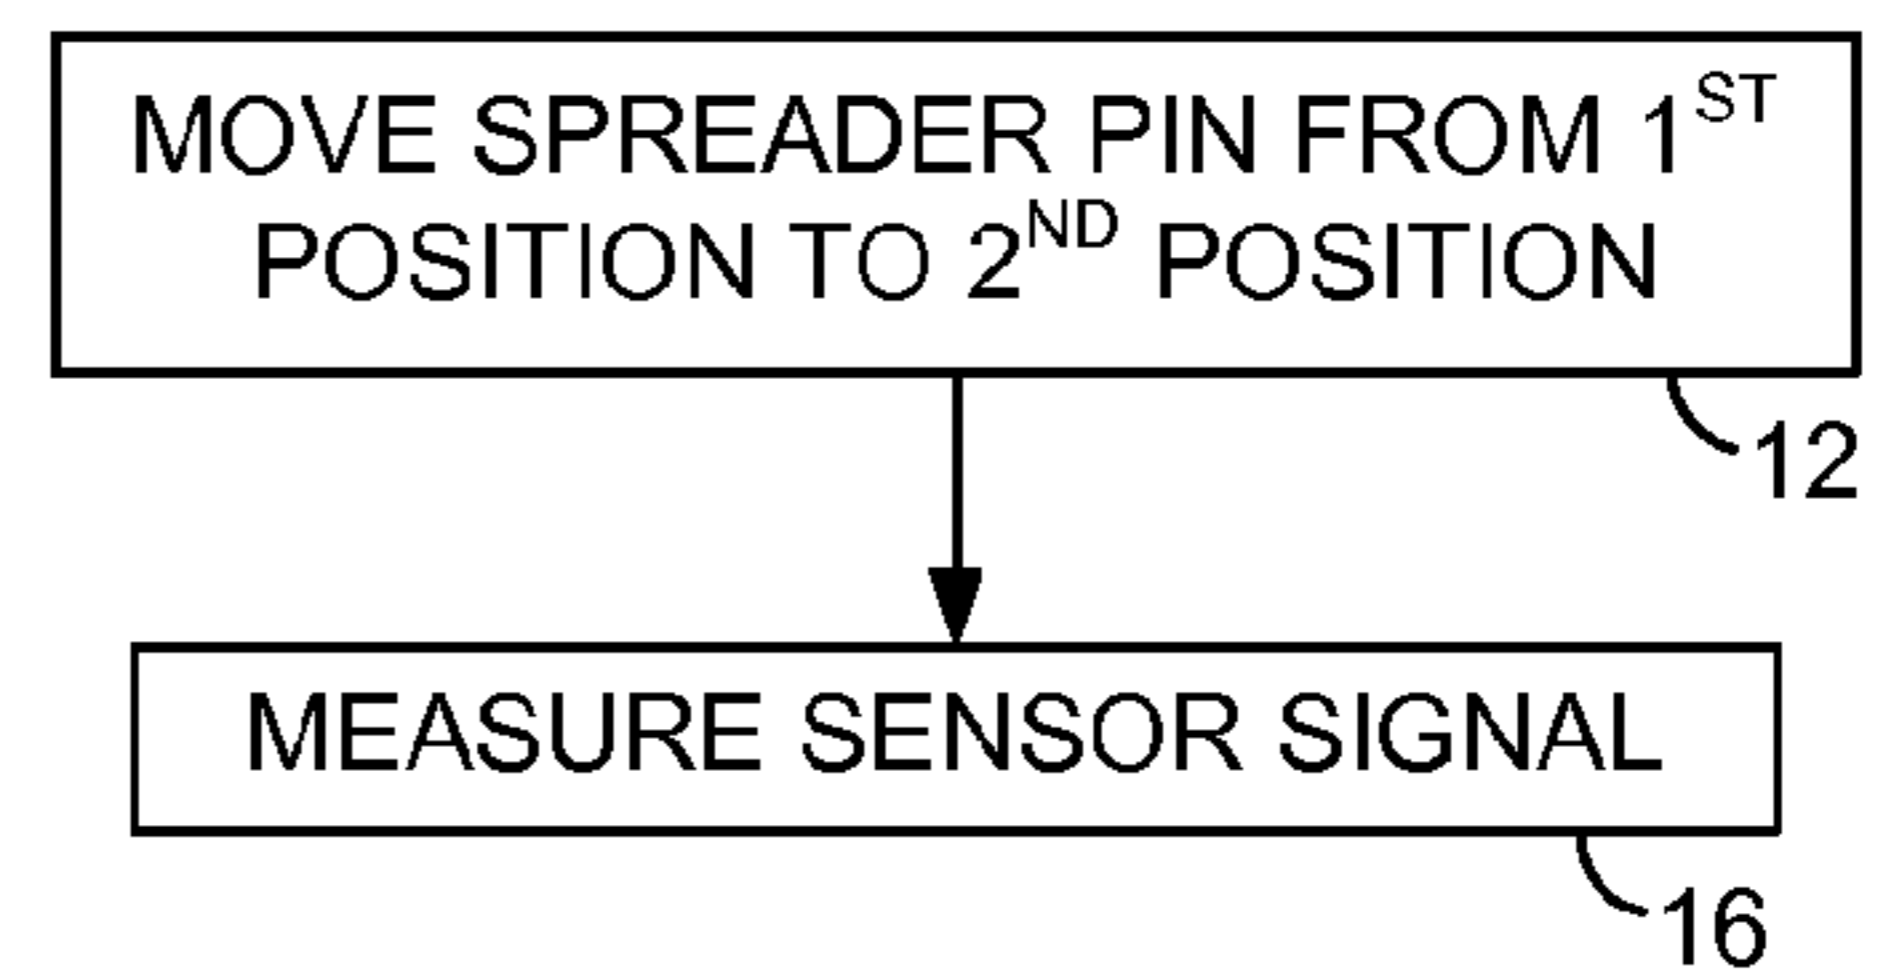 MOVE SPREADER PIN FROM 1ST
POSITION TO 2ND POSITION
12
MEASURE SENSOR SIGNAL
16